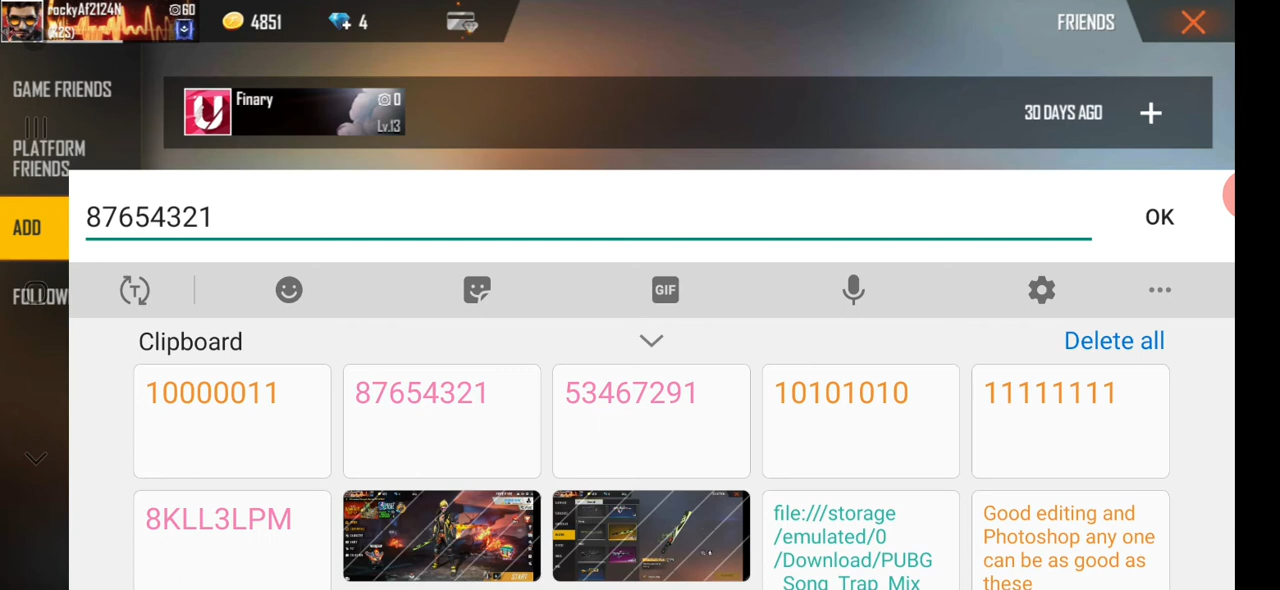 rockyAf2124N
60
4851
4
FRIENDS
GAME FRIENDS
Finary
0
30 DAYS AGO
Lv.13
PLATFORM
FRIENDS
87654321
OK
ADD
FOLLOW
GIF
Clipboard
Delete all
10000011
87654321
53467291
10101010
11111111
8KLL3LPM
START
file:///storage
/emulated/0
/Download/PUBG
_Song_Trap_Mix
Good editing and
Photoshop any one
can be as good as
these